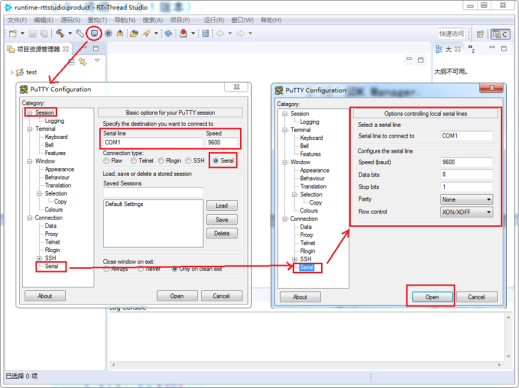 runtime-rttstudio-product - RT-Thread Studio
文件(F) 编辑(E) 源码(S) 重构(T) 导航(N) 搜索(A) 项目(P) 运行(R) 窗口(W) 帮助(H)
快速访问
C
项目资源管理器
test
大
大纲不可用。
SDK Manager.
PuTTY Configuration
Category:
Session
Logging
Terminal
Keyboard
Bell
Features
Window
Appearance
Behaviour
Translation
Selection
Copy
Colours
Connection
Data
Proxy
Telnet
Rlogin
SSH
Serial
Basic options for your PuTTY session
Specify the destination you want to connect to
Serial line Speed
COM1 9600
Connection type:
Raw Telnet Rlogin SSH Serial
Load, save or delete a stored session
Saved Sessions
Default Settings
Load
Save
Delete
Close window on exit:
Always Never Only on clean exit
About Open Cancel
PuTTY Configuration
Category:
Session
Logging
Terminal
Keyboard
Bell
Features
Window
Appearance
Behaviour
Translation
Selection
Copy
Colours
Connection
Data
Proxy
Telnet
Rlogin
SSH
Serial
Options controlling local serial lines
Select a serial line
Serial line to connect to COM1
Configure the serial line
Speed (baud) 9600
Data bits 8
Stop bits 1
Parity None
Flow control XON/XOFF
About Open Cancel
Log Console
已选择 0 项